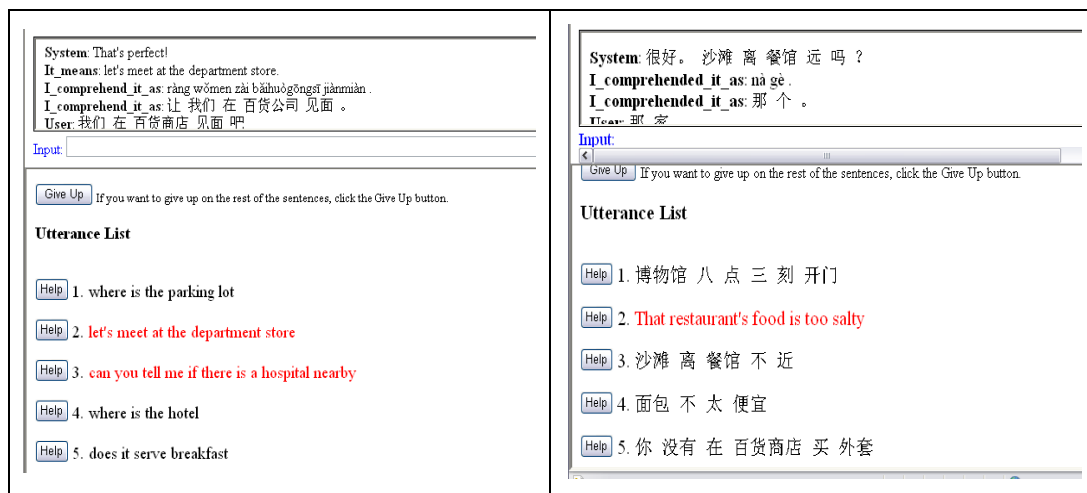 System: That's perfect!
It_means: let's meet at the department store.
I_comprehend_it_as: ràng wǒmen zài bǎihuògōngsī jiànmiàn .
I_comprehend_it_as: 让 我们 在 百货公司 见面 。
User: 我们 在 百货商店 见面 吧
Input:
Give Up If you want to give up on the rest of the sentences, click the Give Up button.
Utterance List
Help 1. where is the parking lot
Help 2. let's meet at the department store
Help 3. can you tell me if there is a hospital nearby
Help 4. where is the hotel
Help 5. does it serve breakfast
System: 很好。 沙滩 离 餐馆 远 吗 ？
I_comprehended_it_as: nà gè .
I_comprehended_it_as: 那 个 。
User: 那 家
Input:
Give Up If you want to give up on the rest of the sentences, click the Give Up button.
Utterance List
Help 1. 博物馆 八 点 三 刻 开门
Help 2. That restaurant's food is too salty
Help 3. 沙滩 离 餐馆 不 近
Help 4. 面包 不 太 便宜
Help 5. 你 没有 在 百货商店 买 外套